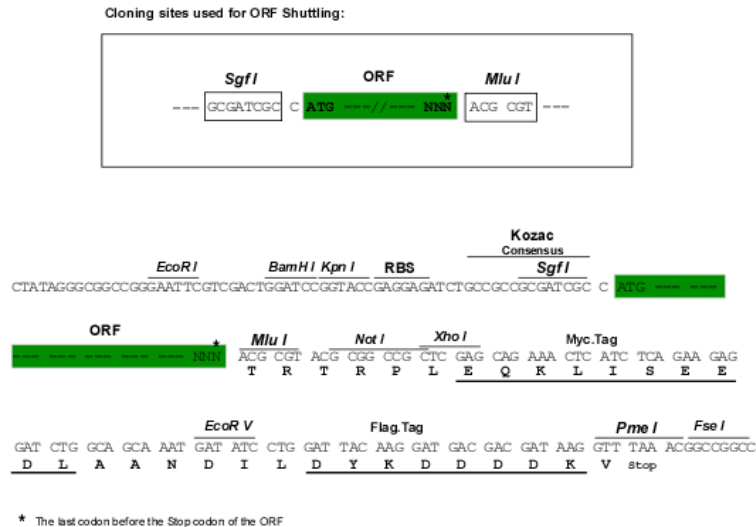 Cloning sites used for ORF Shuttling:
Sgf I ORF Mlu I
*
--- GCGATCGC C ATG ---//--- NNN ACG CGT ---
Kozac
Consensus
EcoR I BamH I Kpn I RBS Sgf I
CTATAGGGCGGCCGGGAATTCGTCGACTGGATCCGGTACCGAGGAGATCTGCCGCCGCGATCGC C ATG --- ---
ORF * Mlu I Not I Xho I Myc.Tag
--- --- --- --- --- --- NNN ACG CGT ACG CGG CCG CTC GAG CAG AAA CTC ATC TCA GAA GAG
T R T R P L E Q K L I S E E
EcoR V Flag.Tag Pme I Fse I
GAT CTG GCA GCA AAT GAT ATC CTG GAT TAC AAG GAT GAC GAC GAT AAG GTT TAA ACGGCCGGCC
D L A A N D I L D Y K D D D D K V Stop
* The last codon before the Stop codon of the ORF